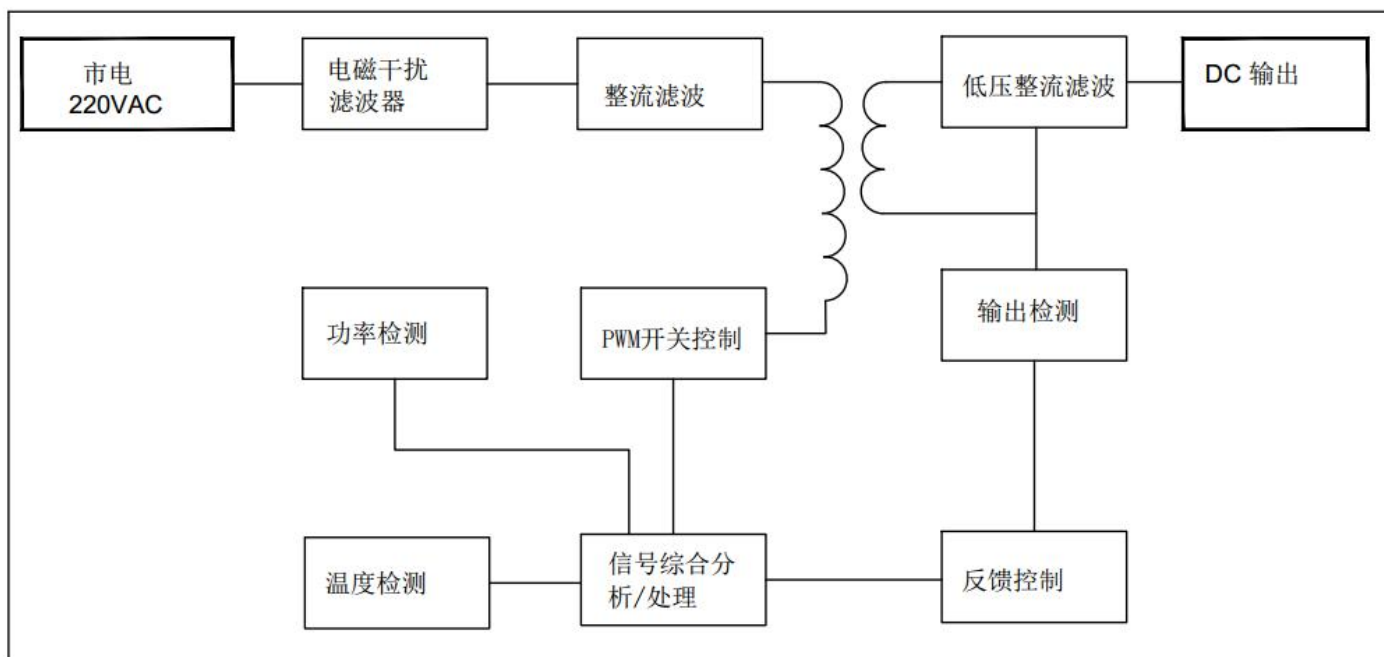 市电
220VAC
电磁干扰
滤波器
整流滤波
低压整流滤波
DC 输出
功率检测
PWM开关控制
输出检测
温度检测
信号综合分
析/处理
反馈控制